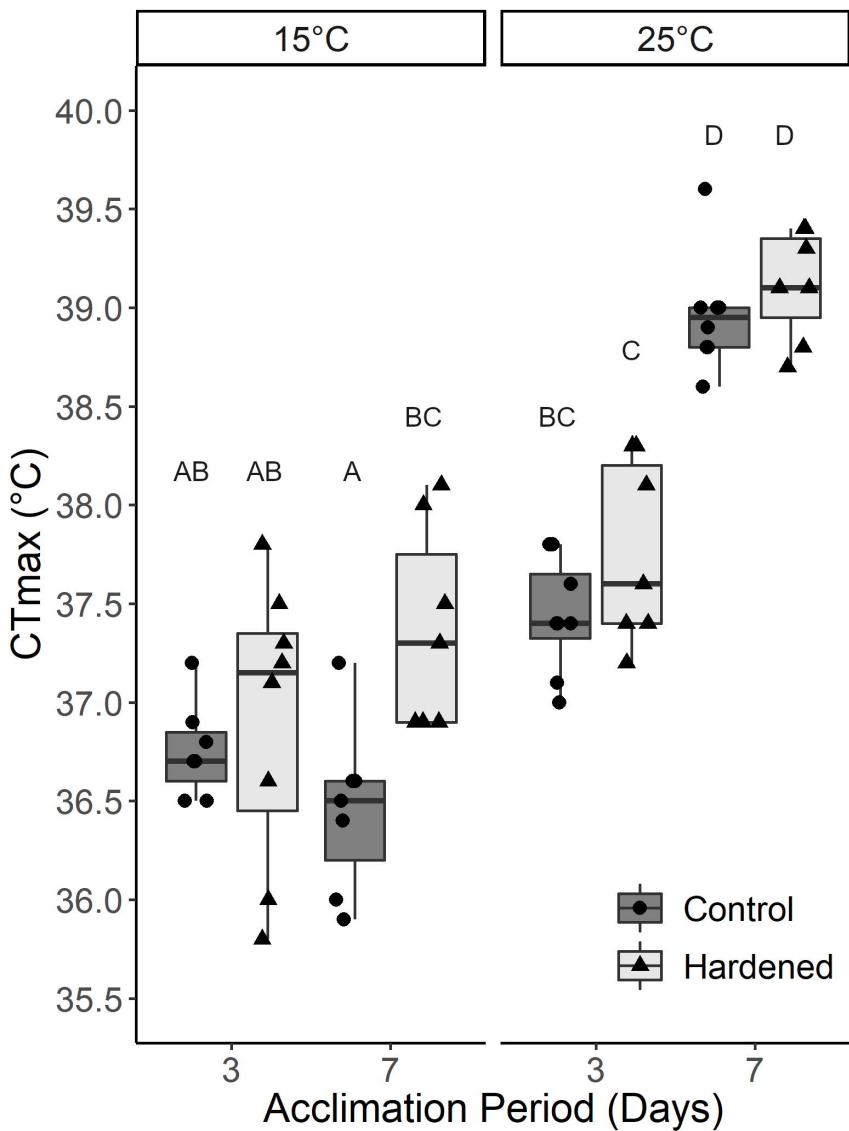 15°C 25°C
40.0
D D
39.5
39.0
C
38.5
BC BC
AB AB A
38.0
37.5
37.0
36.5
36.0
Control
Hardened
35.5
3 7 3 7
Acclimation Period (Days)
CTmax (°C)